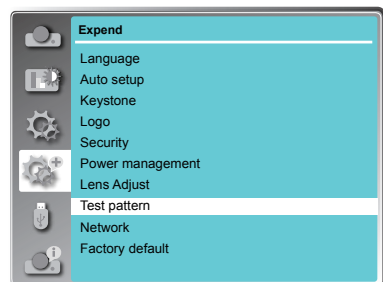 Expend
Language
Auto setup
Keystone
Logo
Security
Power management
Lens Adjust
Test pattern
Network
Factory default